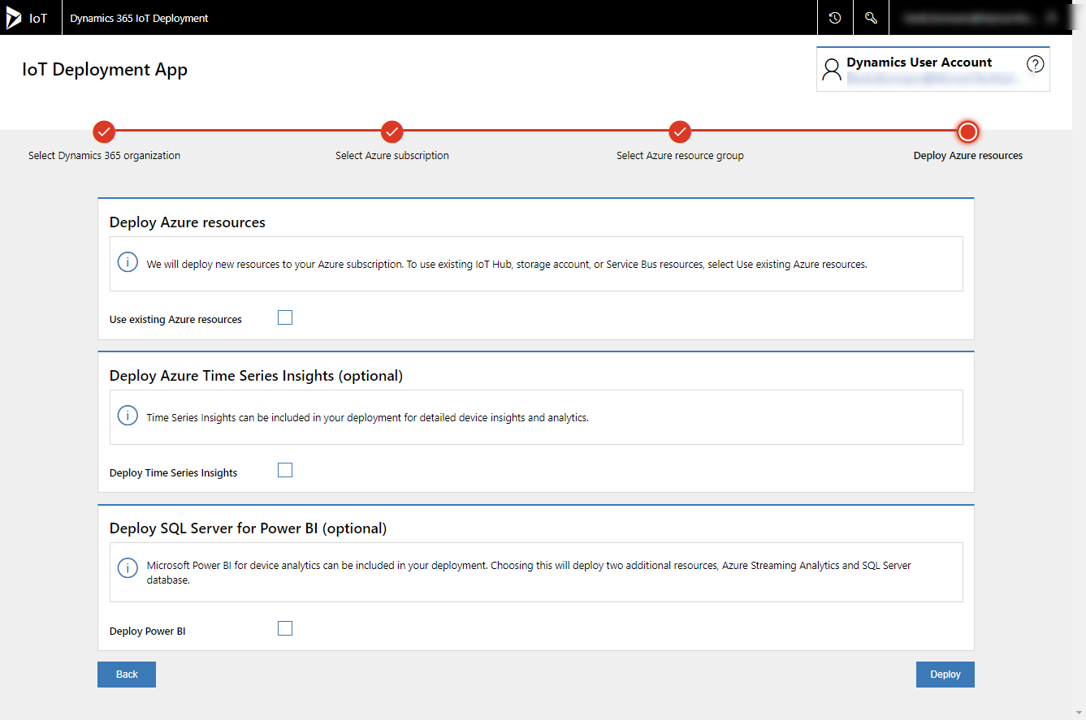 IoT
Dynamics 365 IoT Deployment
IoT Deployment App
Dynamics User Account
Select Dynamics 365 organization
Select Azure subscription
Select Azure resource group
Deploy Azure resources
Deploy Azure resources
We will deploy new resources to your Azure subscription. To use existing IoT Hub, storage account, or Service Bus resources, select Use existing Azure resources.
Use existing Azure resources
Deploy Azure Time Series Insights (optional)
Time Series Insights can be included in your deployment for detailed device insights and analytics.
Deploy Time Series Insights
Deploy SQL Server for Power BI (optional)
Microsoft Power BI for device analytics can be included in your deployment. Choosing this will deploy two additional resources, Azure Streaming Analytics and SQL Server
database.
Deploy Power BI
Back
Deploy